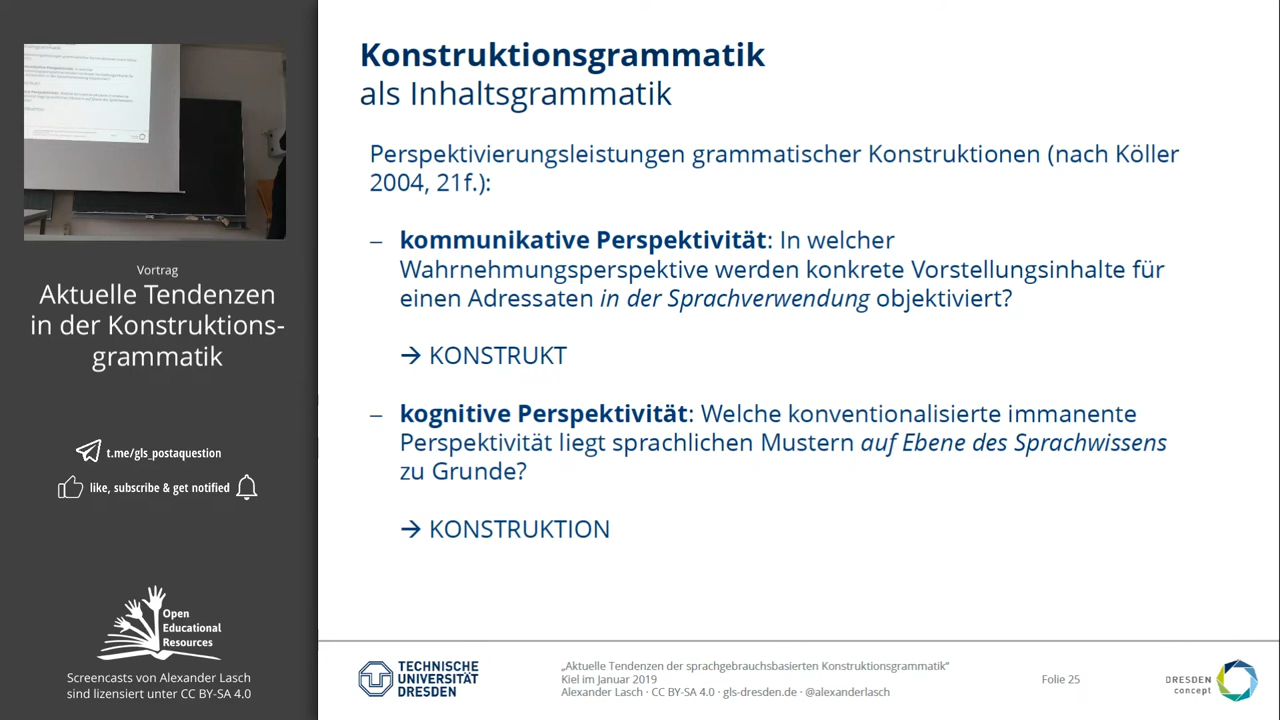 Vortrag
Aktuelle Tendenzen
in der Konstruktions-
grammatik
t.me/gls_postaquestion
like, subscribe & get notified
Open
Educational
Resources
Screencasts von Alexander Lasch
sind lizensiert unter CC BY-SA 4.0
Konstruktionsgrammatik
als Inhaltsgrammatik
Perspektivierungsleistungen grammatischer Konstruktionen (nach Köller
2004, 21f.):
– kommunikative Perspektivität: In welcher
Wahrnehmungsperspektive werden konkrete Vorstellungsinhalte für
einen Adressaten in der Sprachverwendung objektiviert?
→ KONSTRUKT
– kognitive Perspektivität: Welche konventionalisierte immanente
Perspektivität liegt sprachlichen Mustern auf Ebene des Sprachwissens
zu Grunde?
→ KONSTRUKTION
TECHNISCHE
UNIVERSITÄT
DRESDEN
„Aktuelle Tendenzen der sprachgebrauchsbasierten Konstruktionsgrammatik“
Kiel im Januar 2019
Alexander Lasch · CC BY-SA 4.0 · gls-dresden.de · @alexanderlasch
Folie 25
DRESDEN
concept